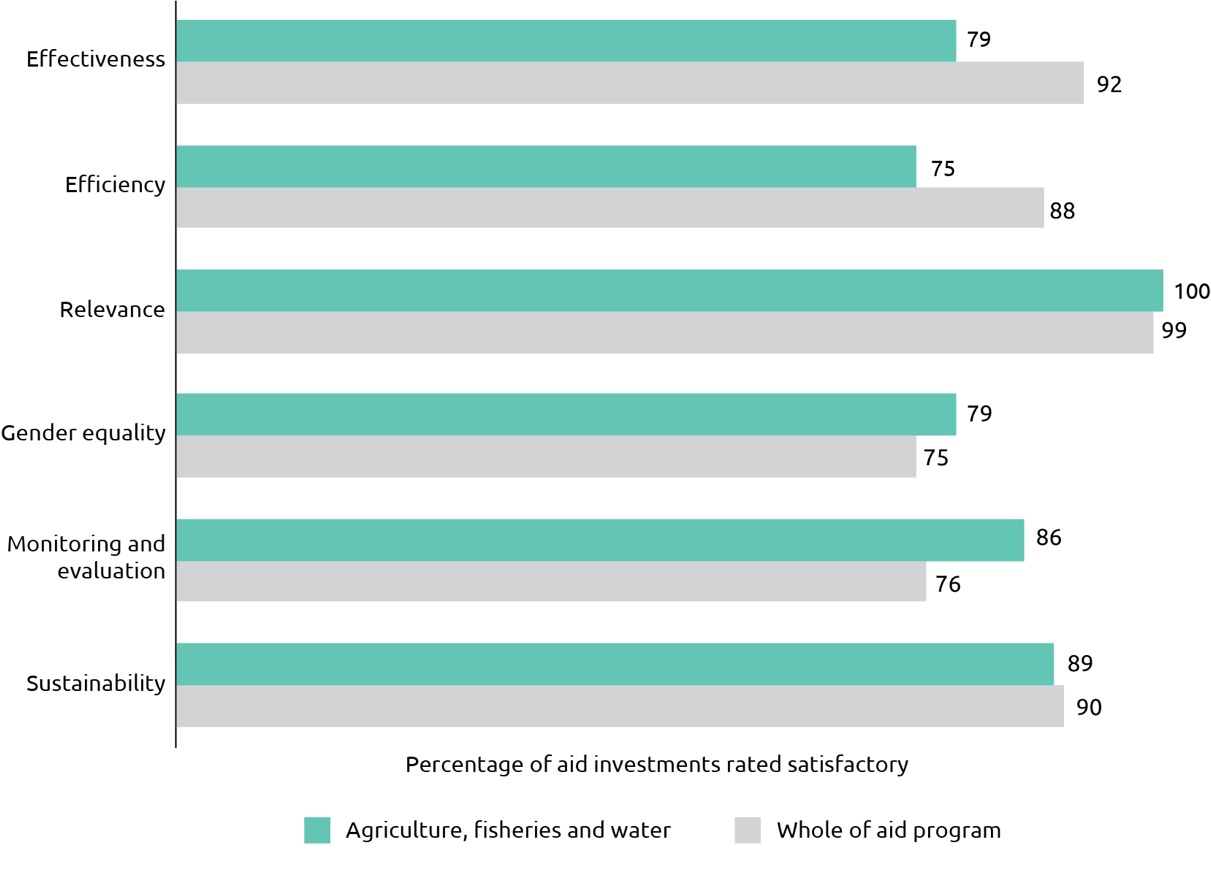 Effectiveness
79
92
Efficiency
75
88
Relevance
100
99
Gender equality
79
75
Monitoring and
evaluation
86
76
Sustainability
89
90
Percentage of aid investments rated satisfactory
Agriculture, fisheries and water
Whole of aid program